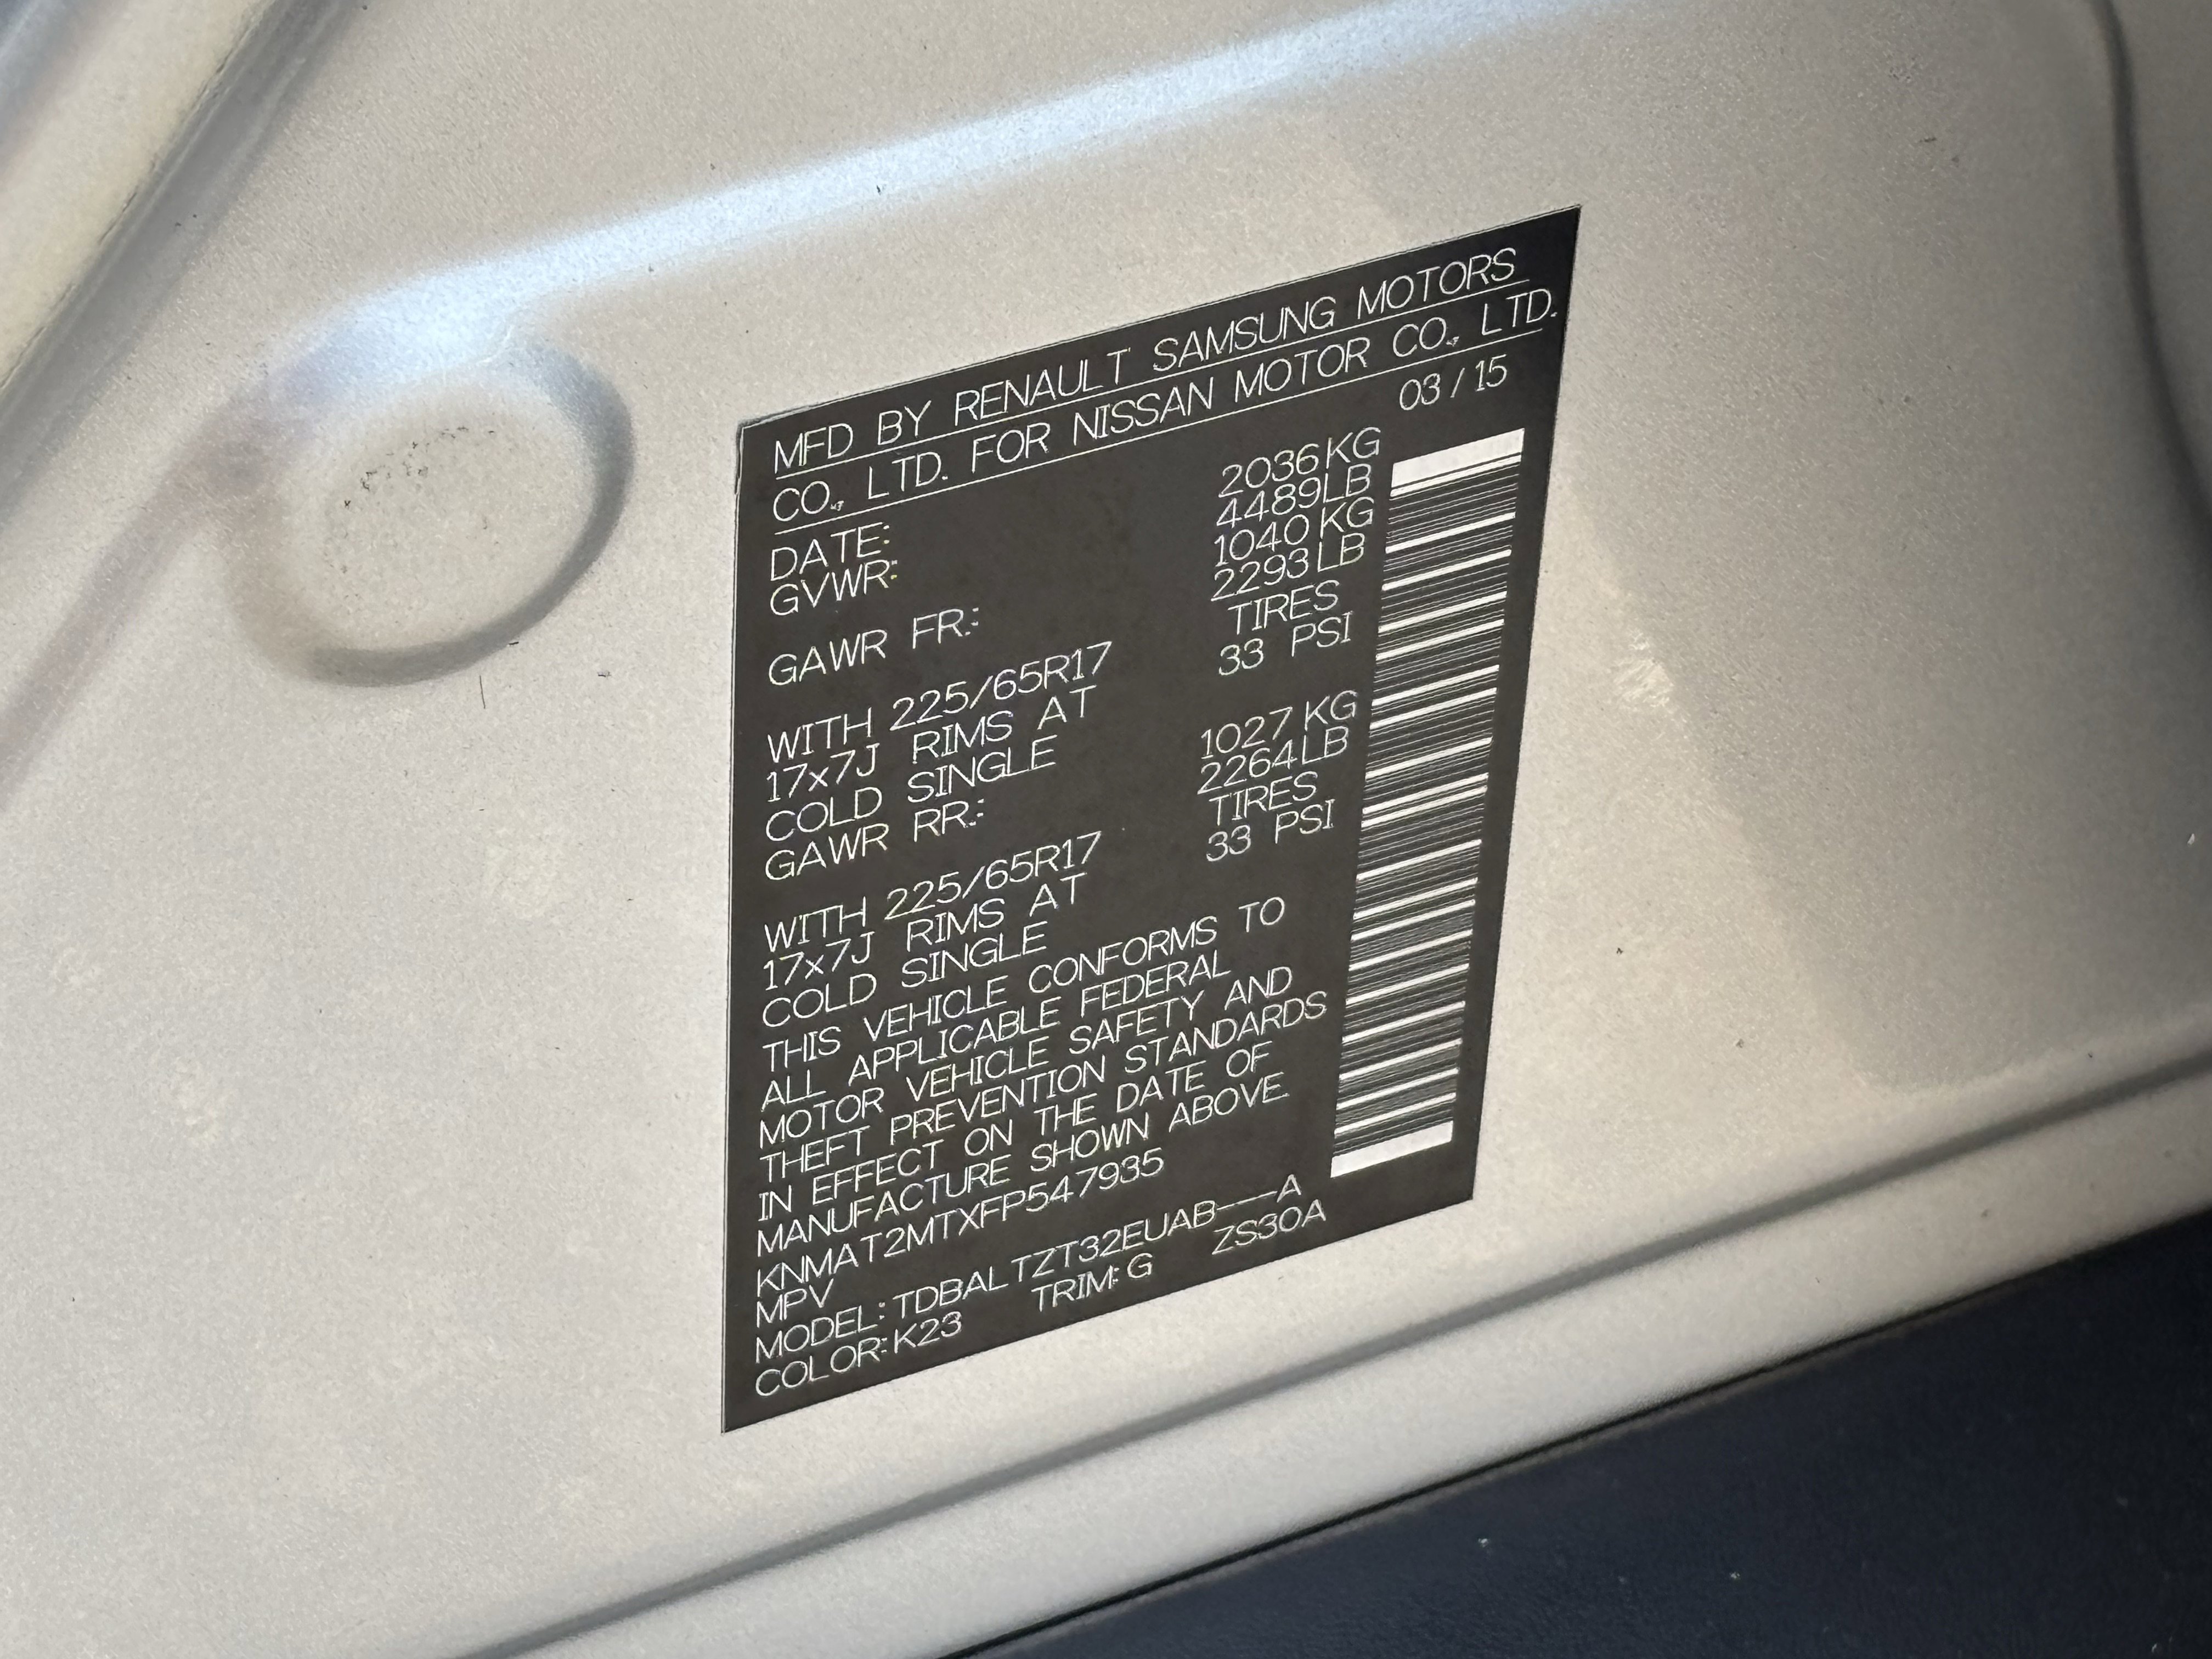 MFD BY RENAULT SAMSUNG MOTORS
CO., LTD. FOR NISSAN MOTOR CO., LTD.
DATE: 03 / 15
GVWR: 2036KG
4489LB
GAWR FR.: 1040KG
2293LB
WITH 225/65R17 TIRES
17x7J RIMS AT 33 PSI
COLD SINGLE
GAWR RR.: 1027KG
2264LB
WITH 225/65R17 TIRES
17x7J RIMS AT 33 PSI
COLD SINGLE
THIS VEHICLE CONFORMS TO
ALL APPLICABLE FEDERAL
MOTOR VEHICLE SAFETY AND
THEFT PREVENTION STANDARDS
IN EFFECT ON THE DATE OF
MANUFACTURE SHOWN ABOVE.
KNMAT2MTXFP547935
MPV
MODEL: TDBALTZT32EUAB----A
COLOR: K23 TRIM: G ZS30A